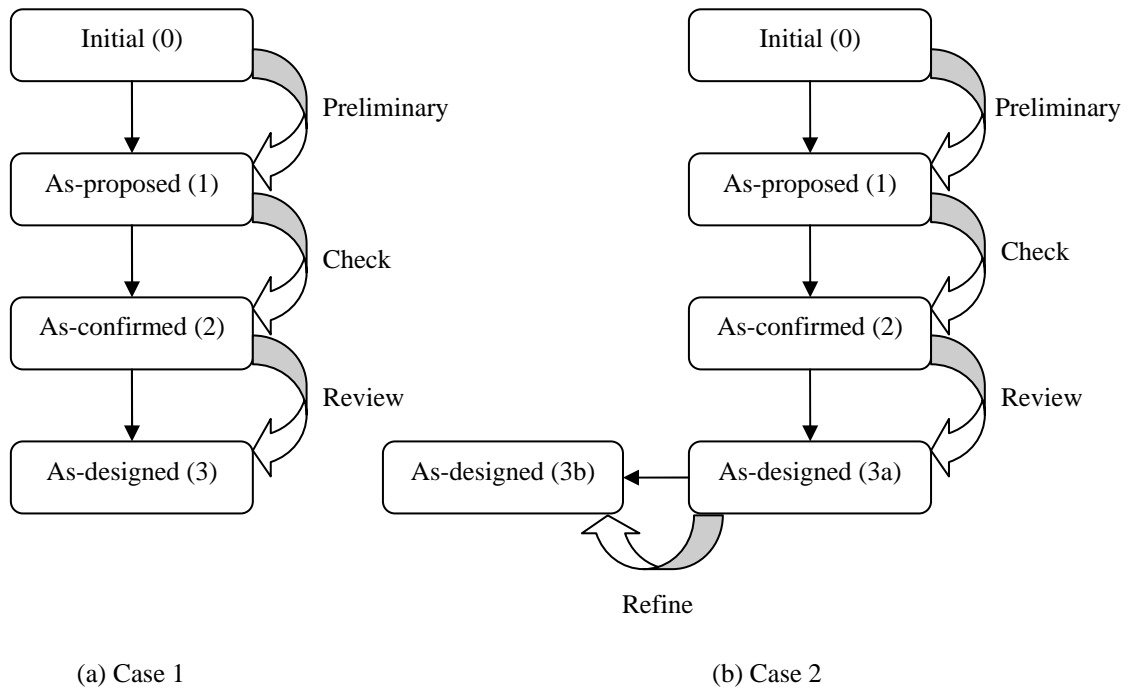 Initial (0)
Preliminary
As-proposed (1)
Check
As-confirmed (2)
Review
As-designed (3)
(a) Case 1
Initial (0)
Preliminary
As-proposed (1)
Check
As-confirmed (2)
Review
As-designed (3a)
As-designed (3b)
Refine
(b) Case 2